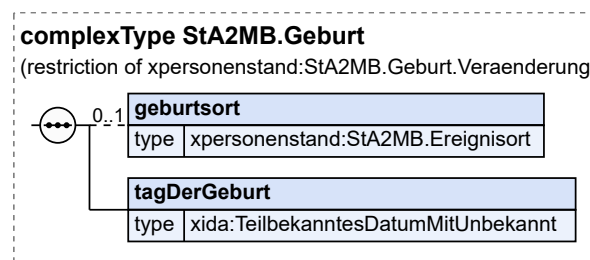 complexType StA2MB.Geburt
(restriction of xpersonenstand:StA2MB.Geburt.Veraenderung
0..1 geburtsort
type xpersonenstand:StA2MB.Ereignisort
tagDerGeburt
type xida:TeilbekanntesDatumMitUnbekannt